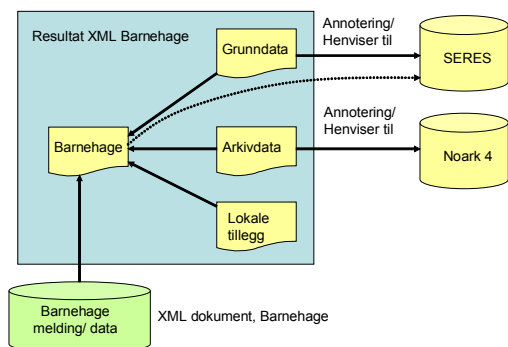 Resultat XML Barnehage
Grunndata
Annotering/
Henviser til
SERES
Annotering/
Henviser til
Barnehage
Arkivdata
Noark 4
Lokale
tillegg
Barnehage
melding/ data
XML dokument, Barnehage